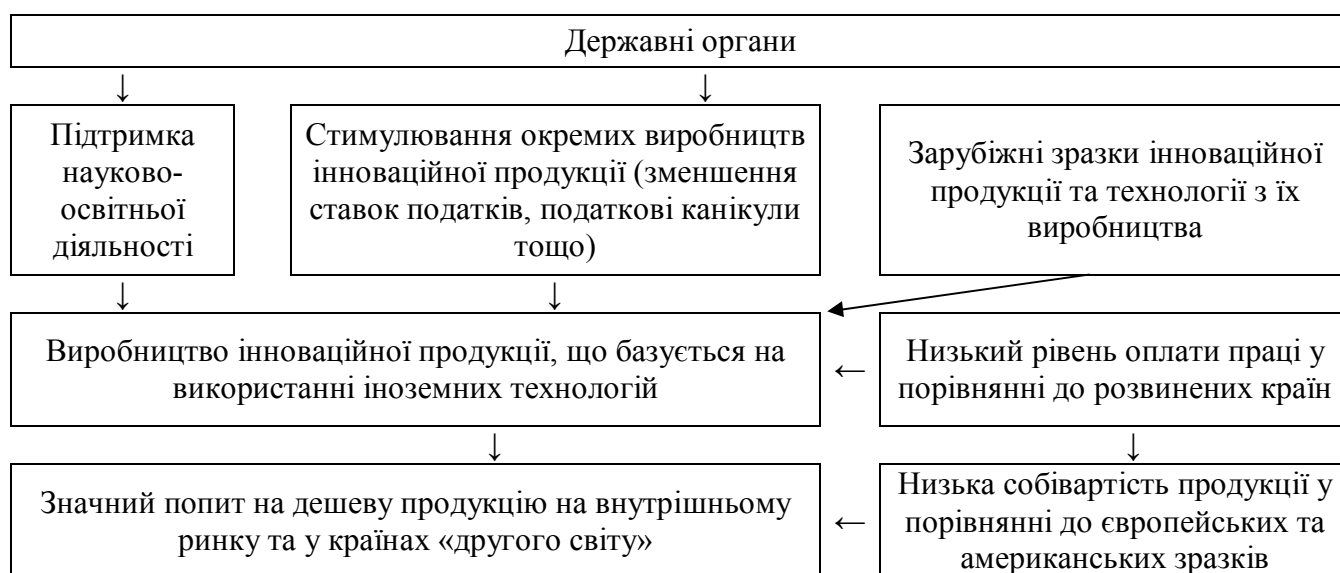 Державні органи
↓
↓
Підтримка
науково-
освітньої
діяльності
Стимулювання окремих виробництв
інноваційної продукції (зменшення
ставок податків, податкові канікули
тощо)
Зарубіжні зразки інноваційної
продукції та технології з їх
виробництва
↓
↓
Виробництво інноваційної продукції, що базується на
використанні іноземних технологій
←
Низький рівень оплати праці у
порівнянні до розвинених країн
↓
↓
Значний попит на дешеву продукцію на внутрішньому
ринку та у країнах «другого світу»
←
Низька собівартість продукції у
порівнянні до європейських та
американських зразків